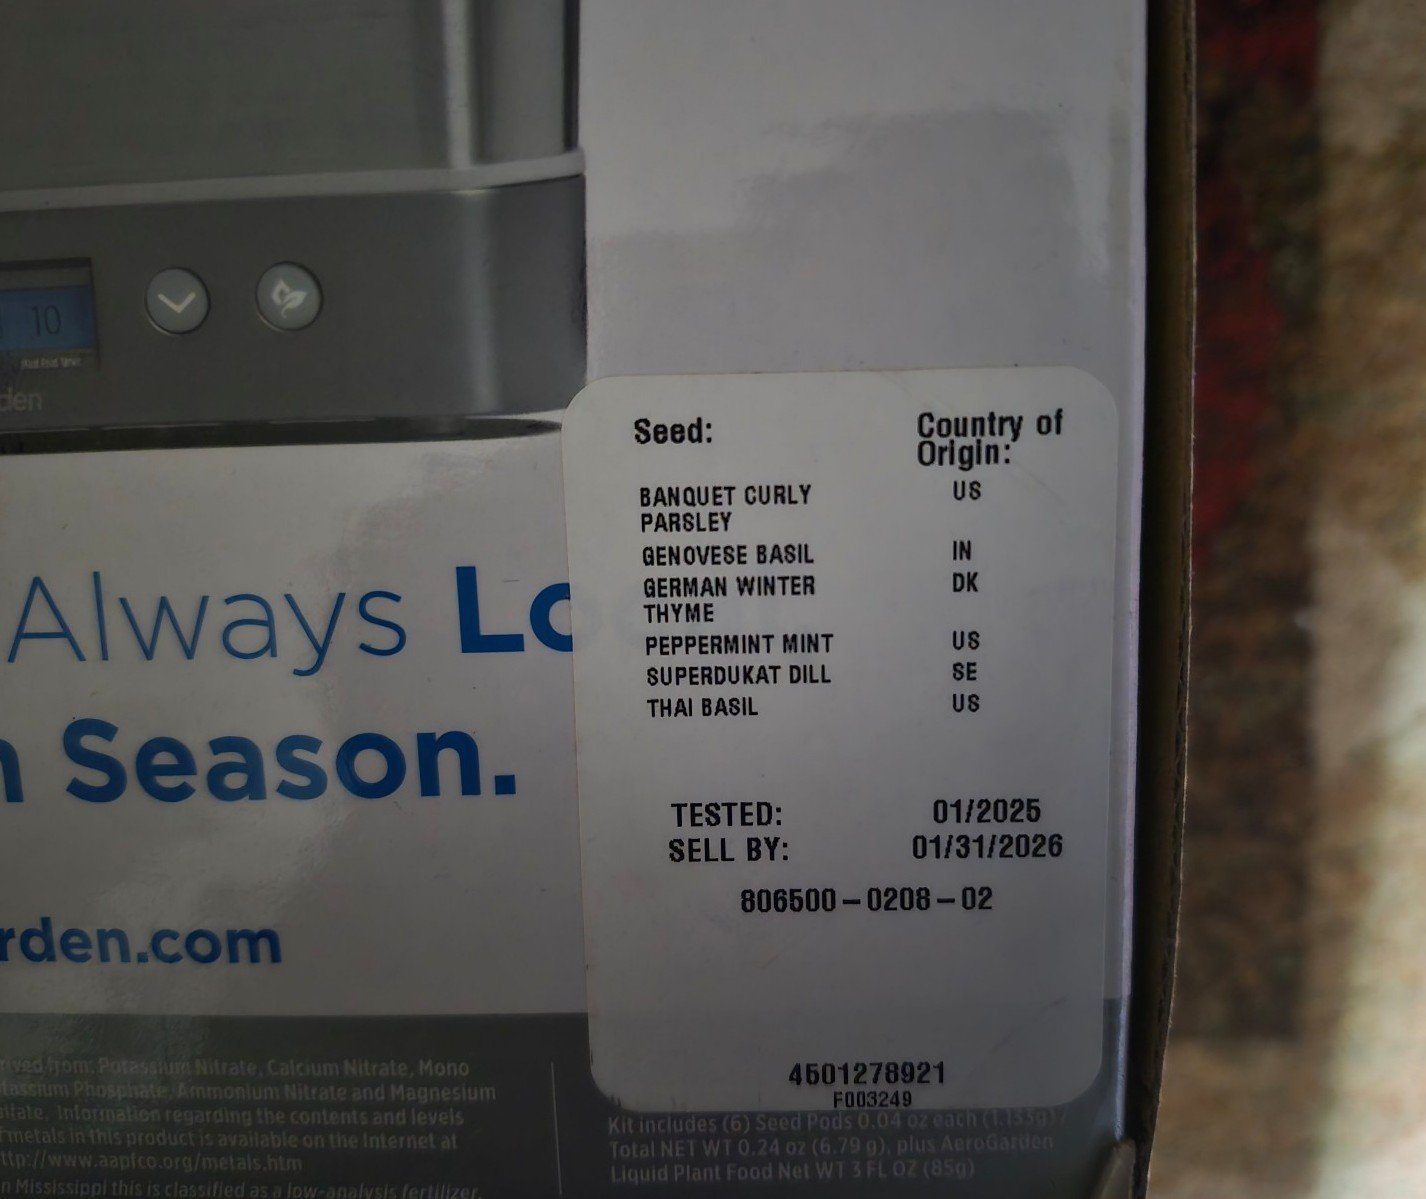 10
den
Always Lo
n Season.
rden.com
Seed: Country of
Origin:
BANQUET CURLY US
PARSLEY
GENOVESE BASIL IN
GERMAN WINTER DK
THYME
PEPPERMINT MINT US
SUPERDUKAT DILL SE
THAI BASIL US
TESTED: 01/2025
SELL BY: 01/31/2026
806500-0208-02
4501278921
F003249
rived from: Potassium Nitrate, Calcium Nitrate, Mono
tassium Phosphate, Ammonium Nitrate and Magnesium
Information regarding the contents and levels
f metals in this product is available on the Internet at
ttp://www.aapfco.org/metals.htm
n Mississippi this is classified as a low-analysis fertilizer.
Kit includes (6) Seed Pods 0.04 oz each (1.133g)/
Total NET WT 0.24 oz (6.79 g), plus AeroGarden
Liquid Plant Food Net WT 3 FL OZ (85g)